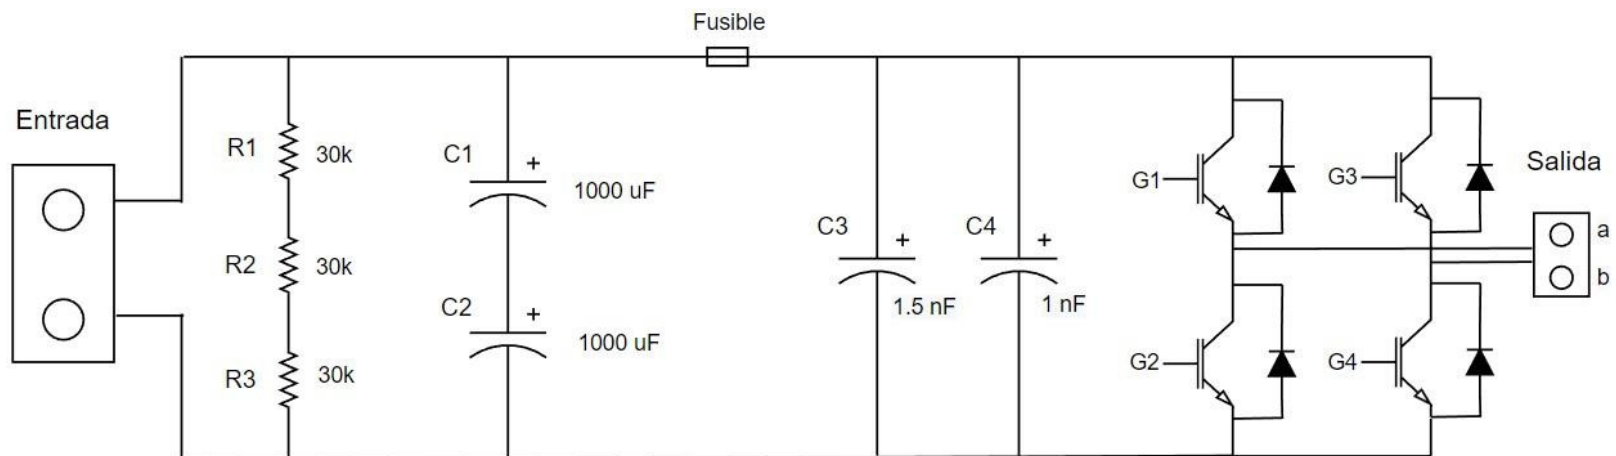 Fusible
Entrada
R1 30k
C1 +
1000 uF
G1
G3
Salida
a
b
R2 30k
C3 +
C4 +
1.5 nF
1 nF
C2 +
1000 uF
G2
G4
R3 30k